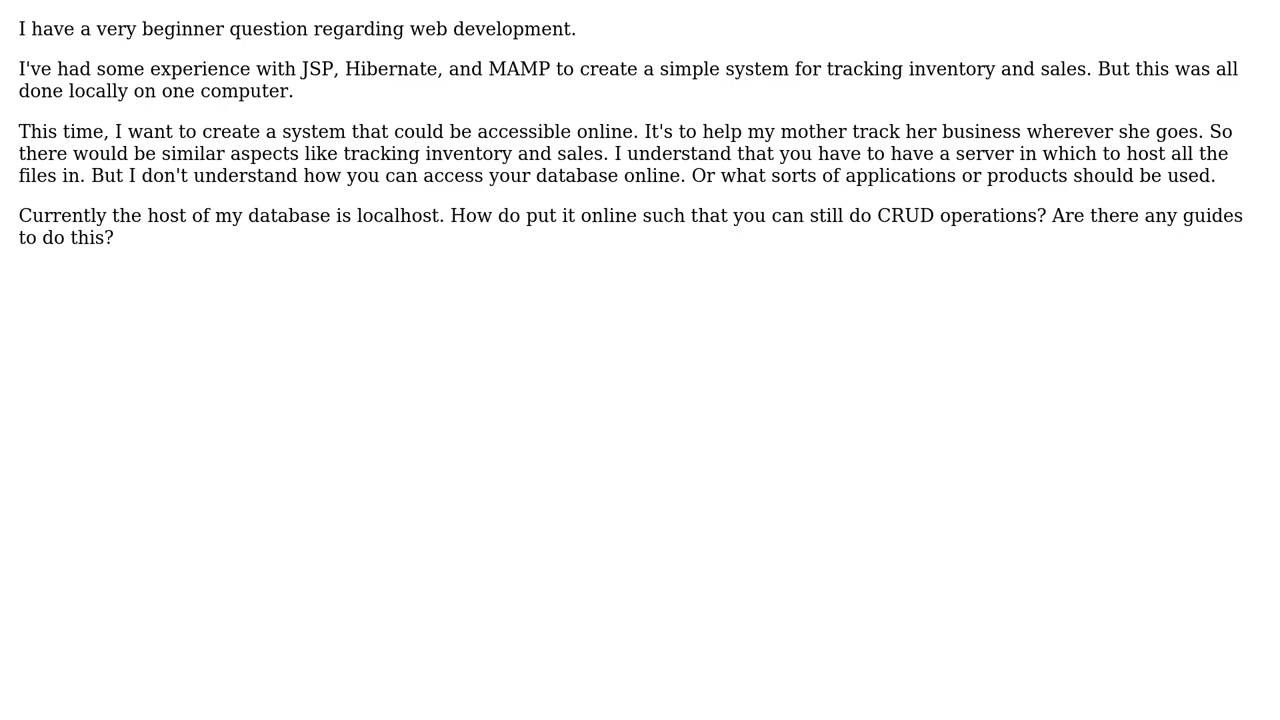 I have a very beginner question regarding web development.
I've had some experience with JSP, Hibernate, and MAMP to create a simple system for tracking inventory and sales. But this was all
done locally on one computer.
This time, I want to create a system that could be accessible online. It's to help my mother track her business wherever she goes. So
there would be similar aspects like tracking inventory and sales. I understand that you have to have a server in which to host all the
files in. But I don't understand how you can access your database online. Or what sorts of applications or products should be used.
Currently the host of my database is localhost. How do put it online such that you can still do CRUD operations? Are there any guides
to do this?